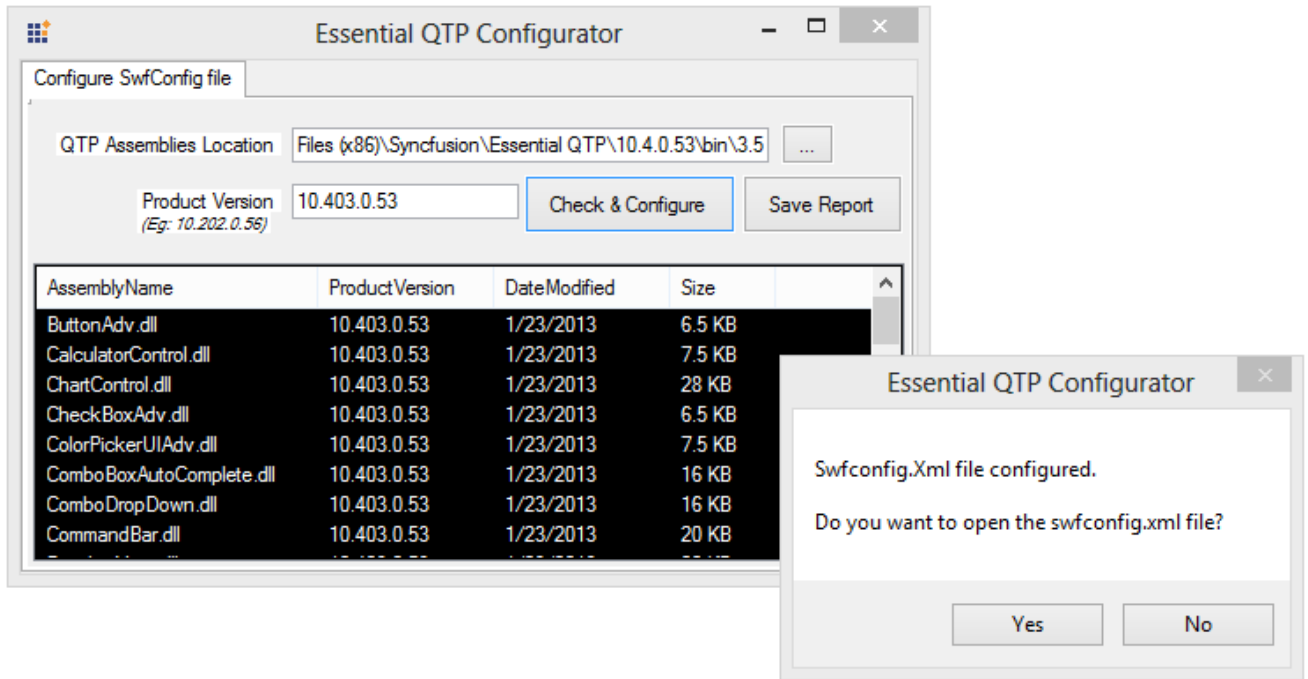 Essential QTP Configurator
Configure SwfConfig file
QTP Assemblies Location Files (x86)\Syncfusion\Essential QTP\10.4.0.53\bin\3.5 ...
Product Version 10.403.0.53 Check & Configure Save Report
(Eg: 10.202.0.56)
AssemblyName ProductVersion DateModified Size
ButtonAdv.dll 10.403.0.53 1/23/2013 6.5 KB
CalculatorControl.dll 10.403.0.53 1/23/2013 7.5 KB
ChartControl.dll 10.403.0.53 1/23/2013 28 KB
CheckBoxAdv.dll 10.403.0.53 1/23/2013 6.5 KB
ColorPickerUIAdv.dll 10.403.0.53 1/23/2013 7.5 KB
ComboBoxAutoComplete.dll 10.403.0.53 1/23/2013 16 KB
ComboDropDown.dll 10.403.0.53 1/23/2013 16 KB
CommandBar.dll 10.403.0.53 1/23/2013 20 KB
Essential QTP Configurator
Swfconfig.Xml file configured.
Do you want to open the swfconfig.xml file?
Yes No